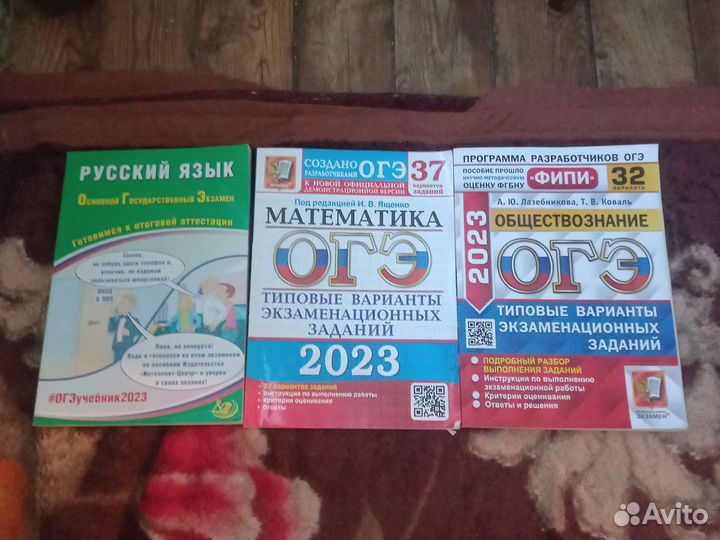 РУССКИЙ ЯЗЫК
Основной Государственный Экзамен
Готовимся к итоговой аттестации
Сынок,
не забудь сдать телефон и,
конечно, не вздумай
пользоваться шпаргалкой!
ВХОД
В ППЭ
Папа, не волнуйся!
Ведь я готовился ко всем экзаменам
по пособиям Издательства
«Интеллект-Центр» и уверен
в своих знаниях!
#ОГЭучебник2023
СОЗДАНО
РАЗРАБОТЧИКАМИ
ОГЭ
К НОВОЙ ОФИЦИАЛЬНОЙ
ДЕМОНСТРАЦИОННОЙ ВЕРСИИ
37
вариантов
заданий
Под редакцией И. В. Ященко
МАТЕМАТИКА
ОГЭ
ТИПОВЫЕ ВАРИАНТЫ
ЭКЗАМЕНАЦИОННЫХ
ЗАДАНИЙ
2023
37 вариантов заданий
Инструкция по выполнению работы
Критерии оценивания
Ответы
ПРОГРАММА РАЗРАБОТЧИКОВ ОГЭ
ПОСОБИЕ ПРОШЛО
НАУЧНО-МЕТОДИЧЕСКУЮ
ОЦЕНКУ ФГБНУ
«ФИПИ»
32
ВАРИАНТА
А. Ю. Лазебникова, Т. В. Коваль
ОБЩЕСТВОЗНАНИЕ
2023
ОГЭ
ТИПОВЫЕ ВАРИАНТЫ
ЭКЗАМЕНАЦИОННЫХ
ЗАДАНИЙ
ПОДРОБНЫЙ РАЗБОР
ВЫПОЛНЕНИЯ ЗАДАНИЙ
Инструкция по выполнению
экзаменационной работы
Критерии оценивания
Ответы и решения
ЭКЗАМЕН
Avito